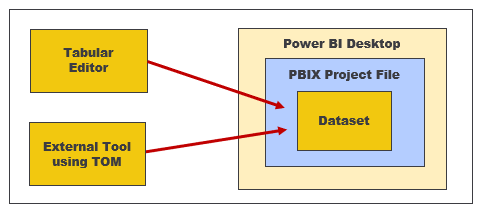 Tabular
Editor
External Tool
using TOM
Power BI Desktop
PBIX Project File
Dataset